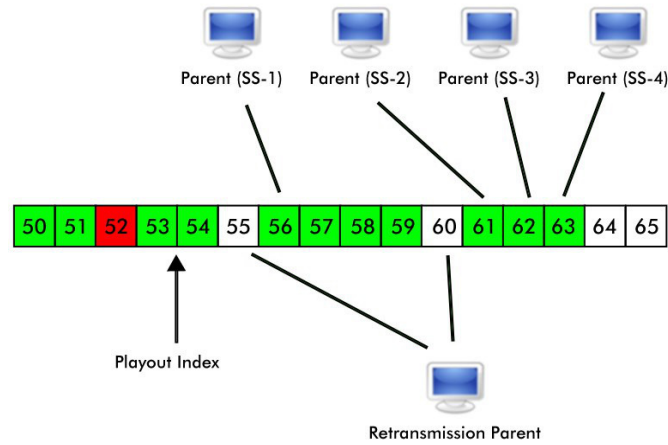 Parent (SS-1) Parent (SS-2) Parent (SS-3) Parent (SS-4)
50 51 52 53 54 55 56 57 58 59 60 61 62 63 64 65
Playout Index
Retransmission Parent